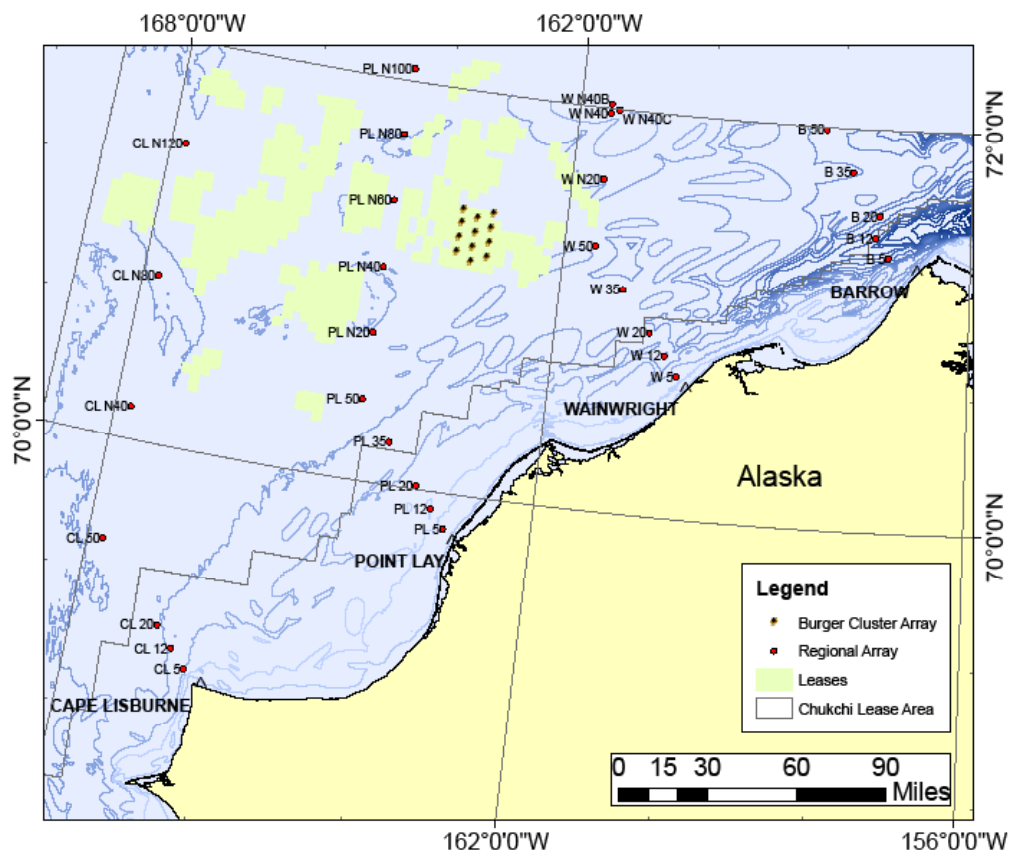 168°0'0"W
162°0'0"W
PL N100
W N40B
W N40
W N40C
B 50
72°0'0"N
PL N80
CL N120
B 35
W N20
PL N60
B 20
B 12
W 50
B 5
PL N40
CL N80
W 35
BARROW
PL N20
W 20
W 12
W 5
PL 50
CL N40
WAINWRIGHT
70°0'0"N
PL 35
Alaska
PL 20
PL 12
PL 5
CL 50
70°0'0"N
POINT LAY
Legend
Burger Cluster Array
Regional Array
Leases
Chukchi Lease Area
CL 20
CL 12
CL 5
CAPE LISBURNE
0 15 30 60 90
Miles
162°0'0"W
156°0'0"W